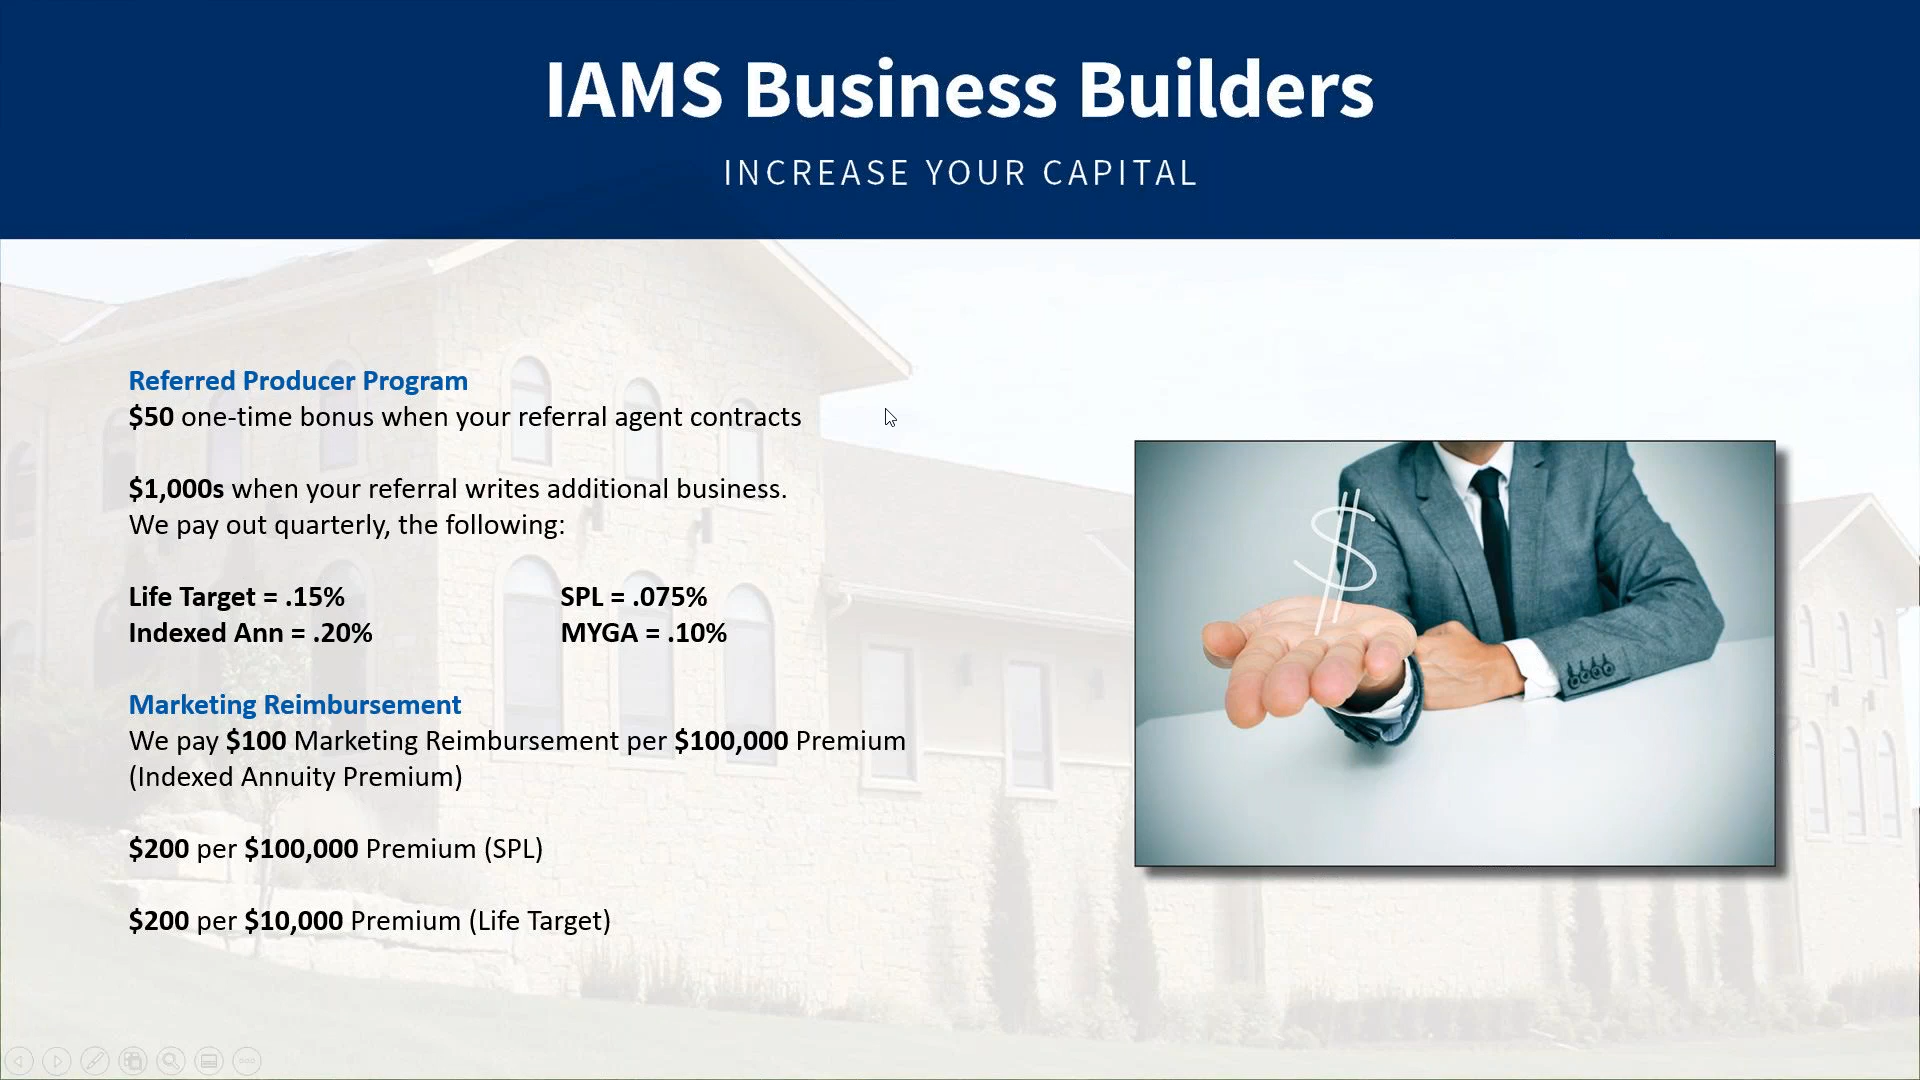 IAMS Business Builders
INCREASE YOUR CAPITAL
Referred Producer Program
$50 one-time bonus when your referral agent contracts
$1,000s when your referral writes additional business.
We pay out quarterly, the following:
Life Target = .15% SPL = .075%
Indexed Ann = .20% MYGA = .10%
Marketing Reimbursement
We pay $100 Marketing Reimbursement per $100,000 Premium
(Indexed Annuity Premium)
$200 per $100,000 Premium (SPL)
$200 per $10,000 Premium (Life Target)
$